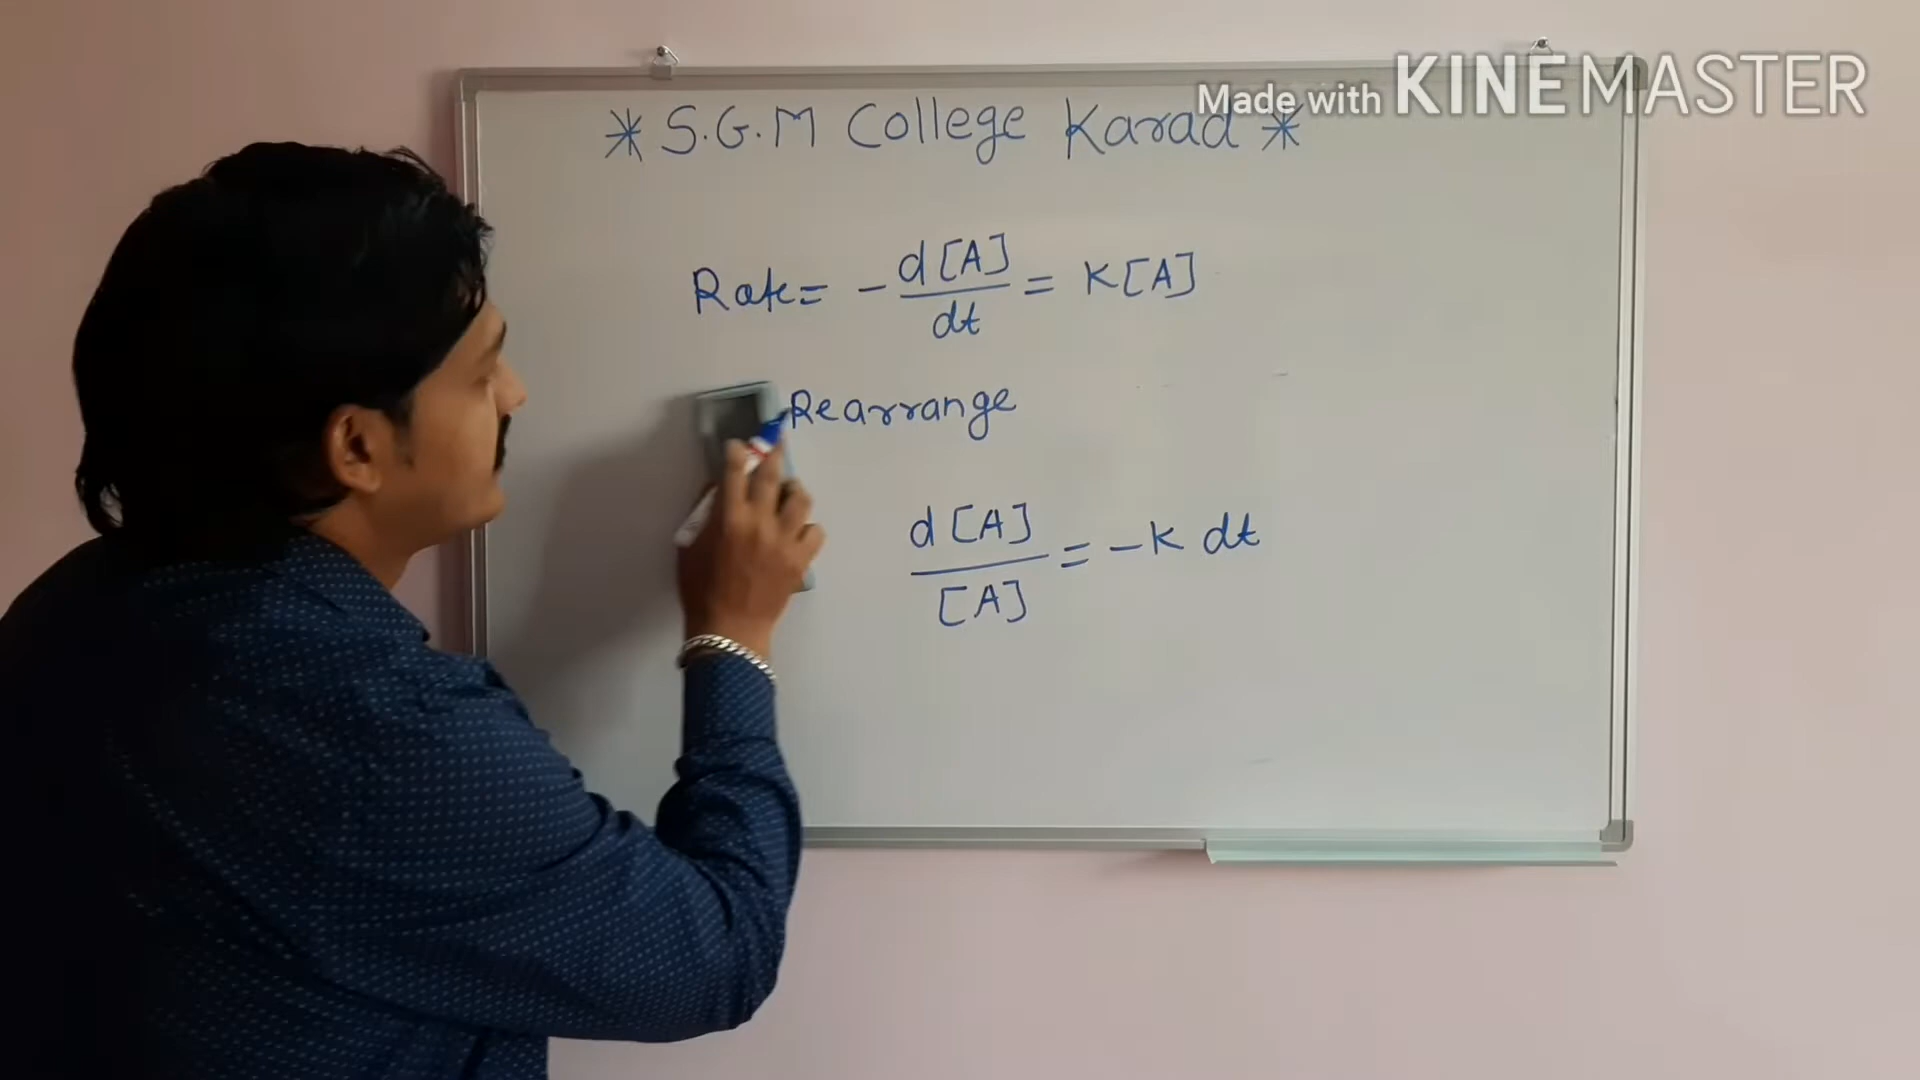 Made with KINEMASTER
* S.G.M College Karad *
Rate = - d[A]/dt = K[A]
Rearrange
d[A]/[A] = -K dt